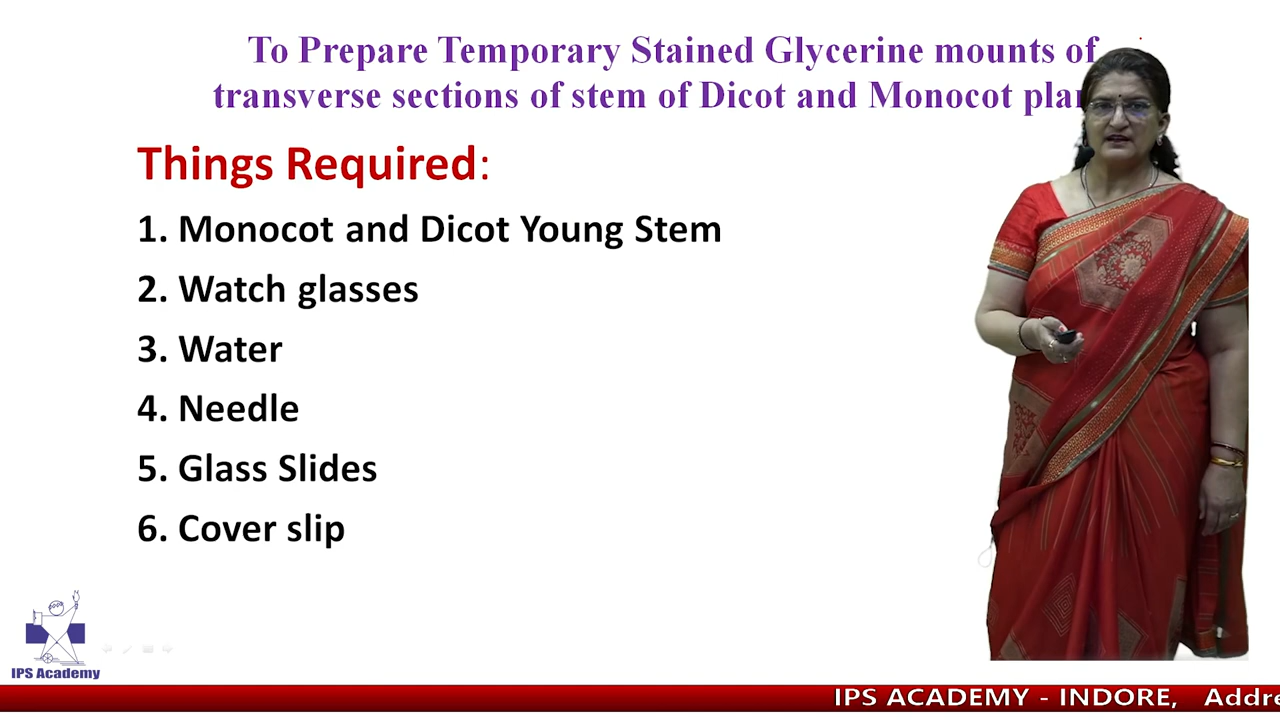 To Prepare Temporary Stained Glycerine mounts of
transverse sections of stem of Dicot and Monocot
Things Required:
1. Monocot and Dicot Young Stem
2. Watch glasses
3. Water
4. Needle
5. Glass Slides
6. Cover slip
IPS Academy
IPS ACADEMY - INDORE, Addre